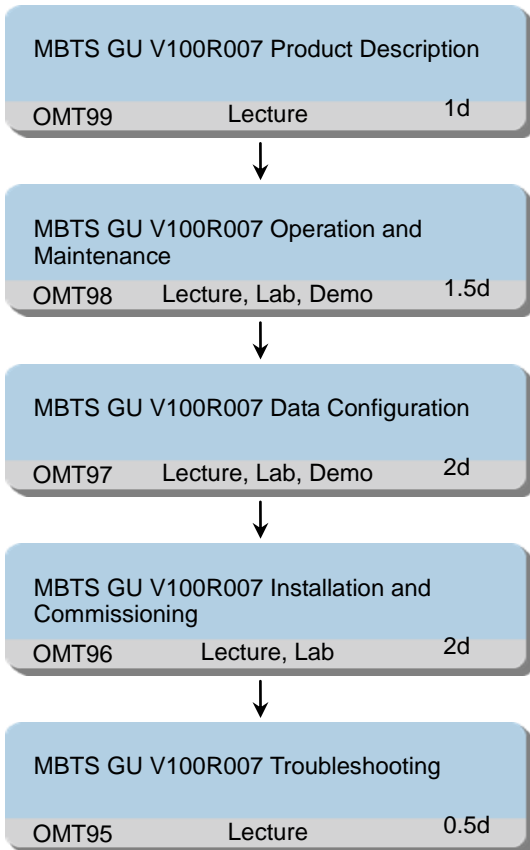 MBTS GU V100R007 Product Description
OMT99 Lecture 1d
MBTS GU V100R007 Operation and
Maintenance
OMT98 Lecture, Lab, Demo 1.5d
MBTS GU V100R007 Data Configuration
OMT97 Lecture, Lab, Demo 2d
MBTS GU V100R007 Installation and
Commissioning
OMT96 Lecture, Lab 2d
MBTS GU V100R007 Troubleshooting
OMT95 Lecture 0.5d